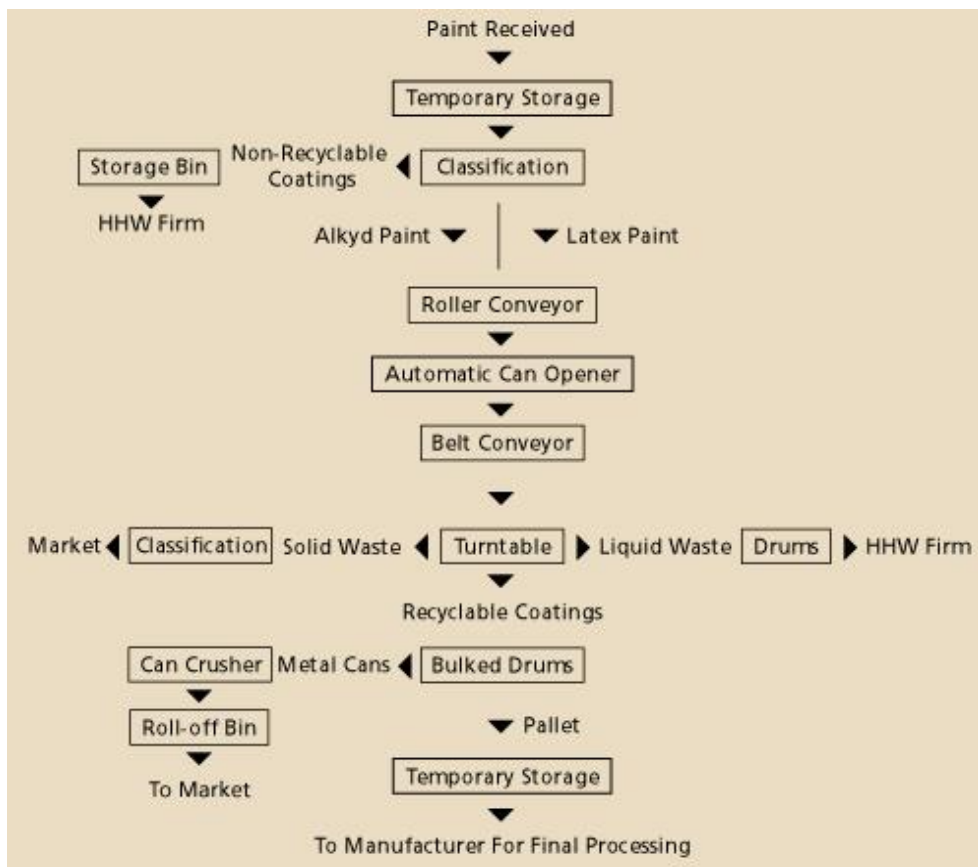 Paint Received
Temporary Storage
Storage Bin
Non-Recyclable
Coatings
Classification
HHW Firm
Alkyd Paint
Latex Paint
Roller Conveyor
Automatic Can Opener
Belt Conveyor
Market
Classification
Solid Waste
Turntable
Liquid Waste
Drums
HHW Firm
Recyclable Coatings
Can Crusher
Metal Cans
Bulked Drums
Roll-off Bin
Pallet
To Market
Temporary Storage
To Manufacturer For Final Processing